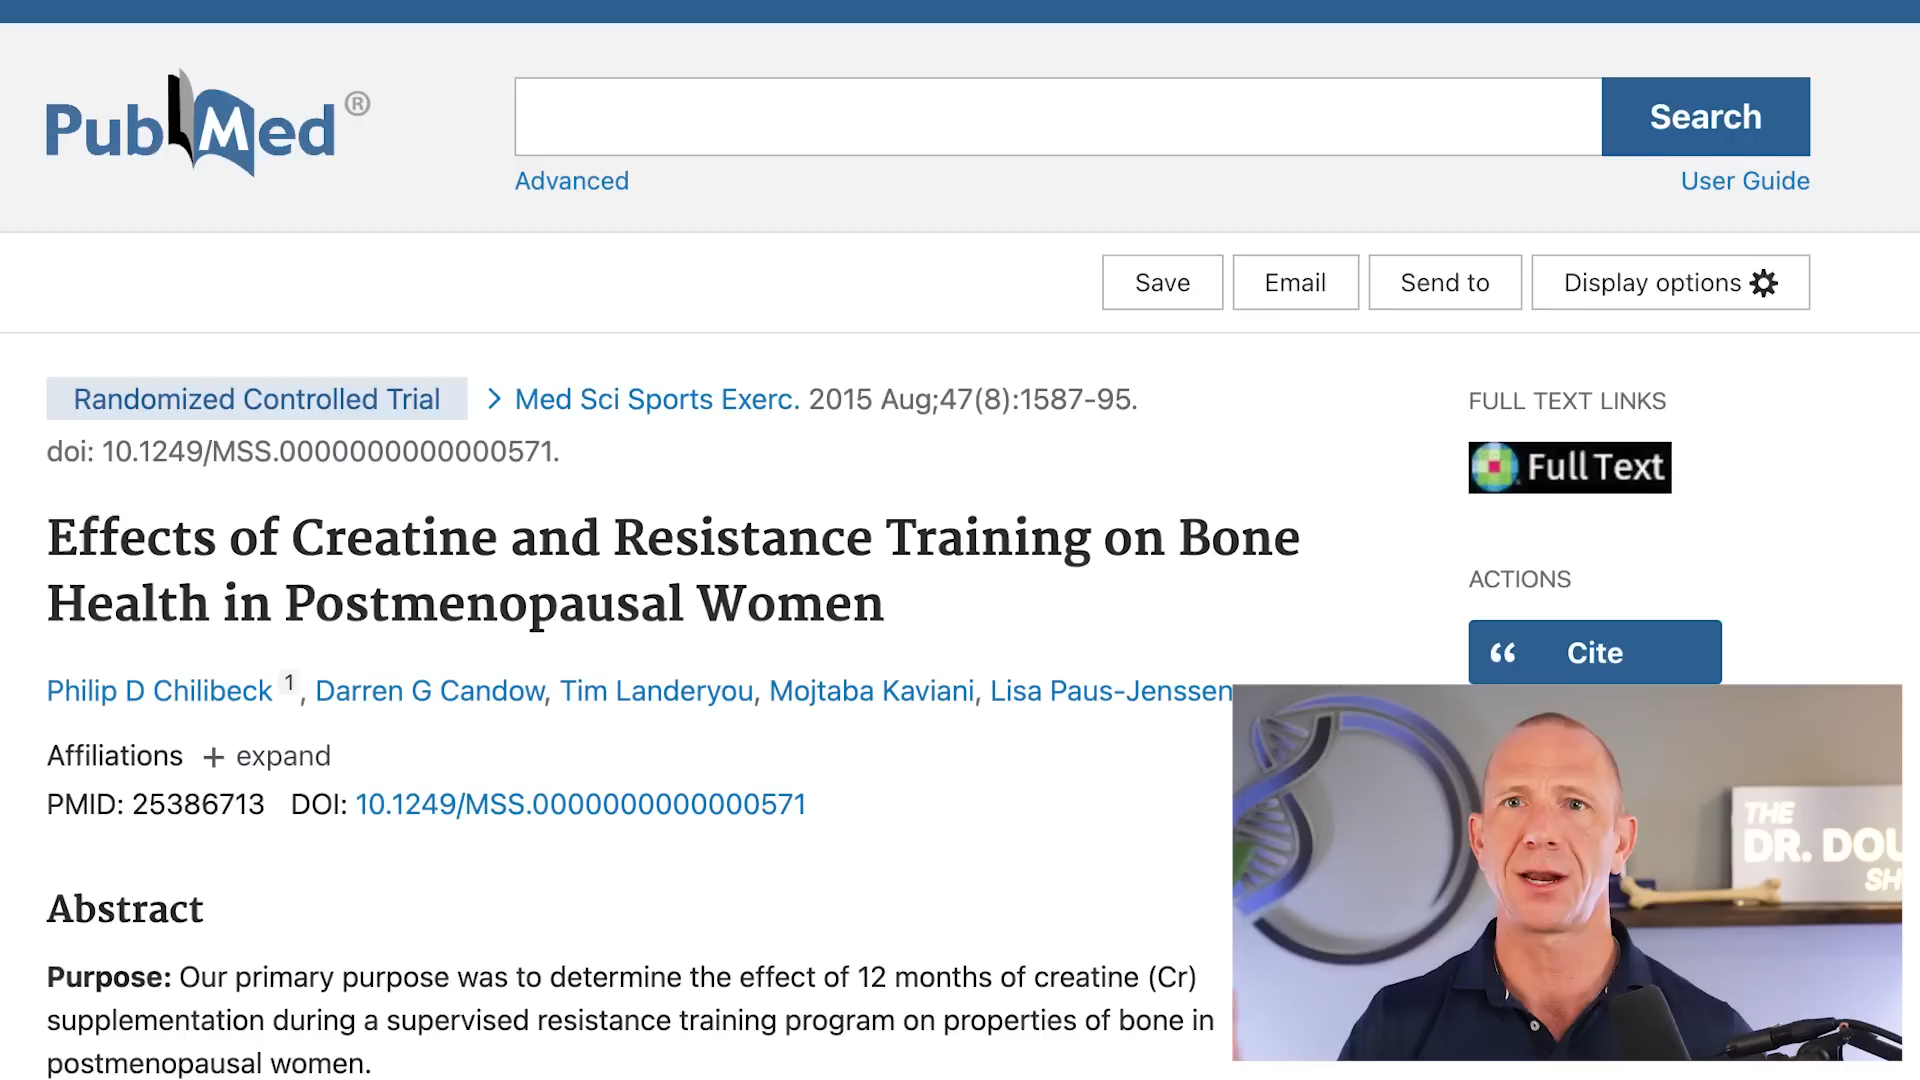 PubMed®
Search
Advanced
User Guide
Save
Email
Send to
Display options
Randomized Controlled Trial
Med Sci Sports Exerc. 2015 Aug;47(8):1587-95.
doi: 10.1249/MSS.0000000000000571.
FULL TEXT LINKS
Full Text
Effects of Creatine and Resistance Training on Bone
Health in Postmenopausal Women
ACTIONS
Cite
Philip D Chilibeck 1, Darren G Candow, Tim Landeryou, Mojtaba Kaviani, Lisa Paus-Jenssen
Affiliations + expand
PMID: 25386713 DOI: 10.1249/MSS.0000000000000571
THE
DR. DOU
SH
Abstract
Purpose: Our primary purpose was to determine the effect of 12 months of creatine (Cr)
supplementation during a supervised resistance training program on properties of bone in
postmenopausal women.